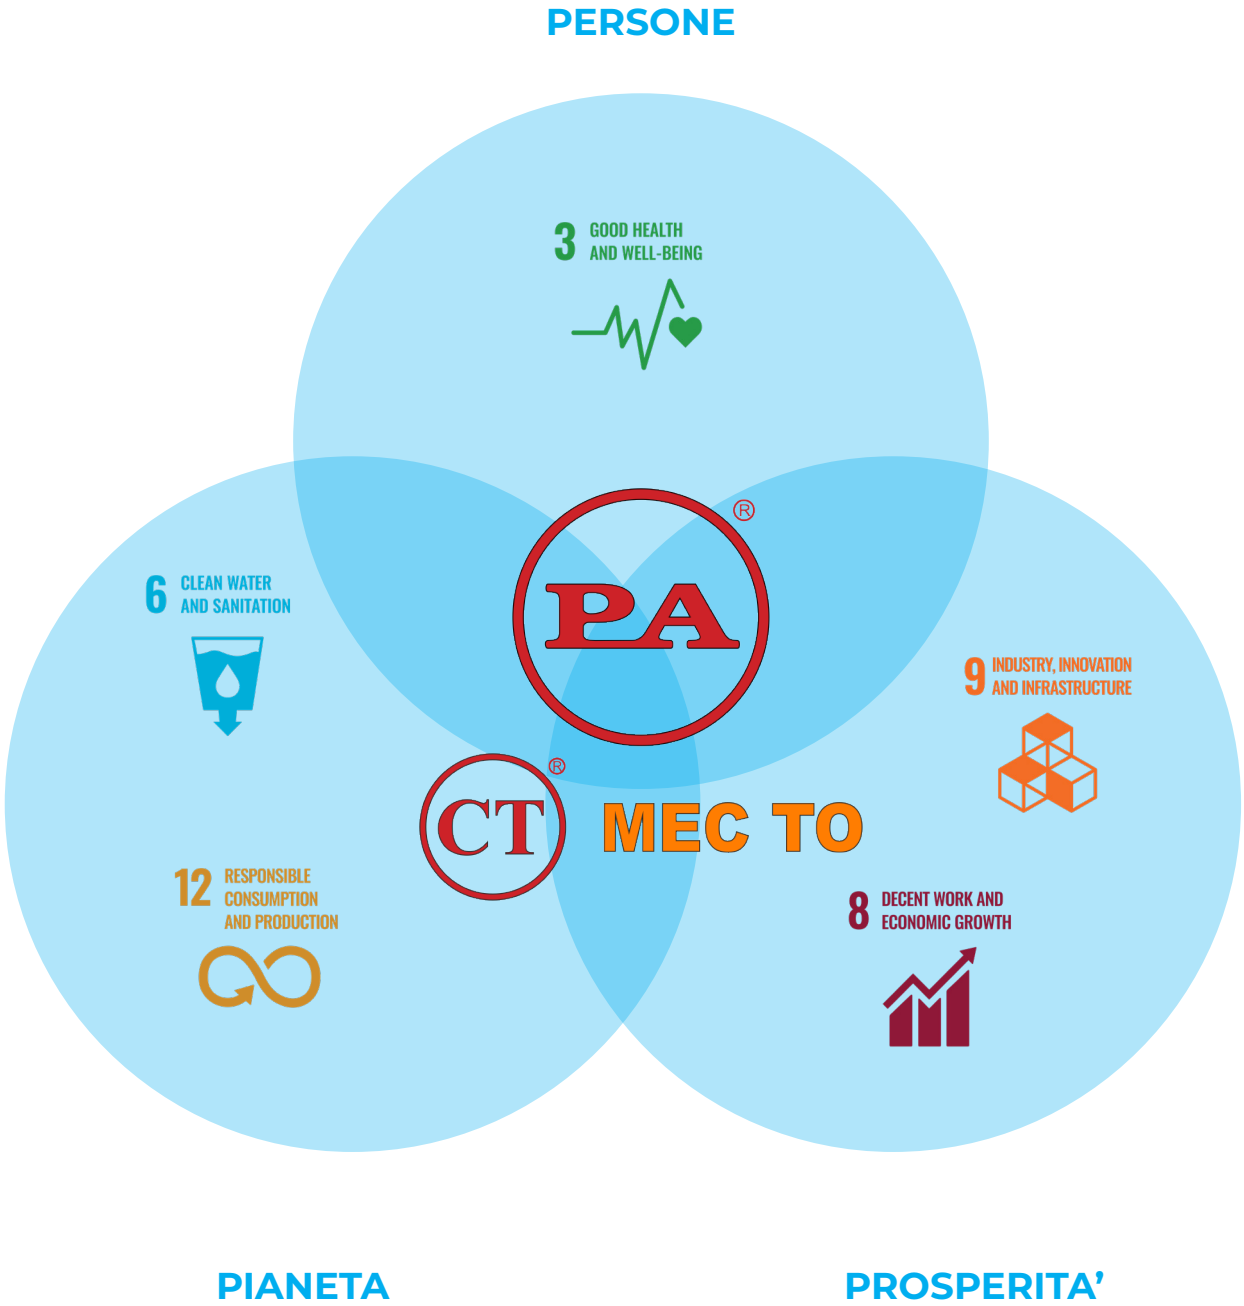 PERSONE
3 GOOD HEALTH
AND WELL-BEING
®
PA
6 CLEAN WATER
AND SANITATION
9 INDUSTRY, INNOVATION
AND INFRASTRUCTURE
®
CT
MEC TO
12 RESPONSIBLE
CONSUMPTION
AND PRODUCTION
8 DECENT WORK AND
ECONOMIC GROWTH
PIANETA
PROSPERITA’